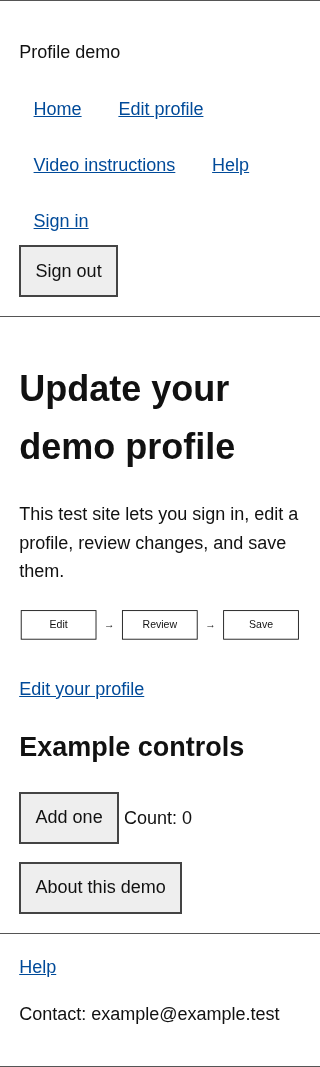 Profile demo
Home Edit profile
Video instructions Help
Sign in
Sign out
Update your
demo profile
This test site lets you sign in, edit a
profile, review changes, and save
them.
Edit → Review → Save
Edit your profile
Example controls
Add one Count: 0
About this demo
Help
Contact: example@example.test